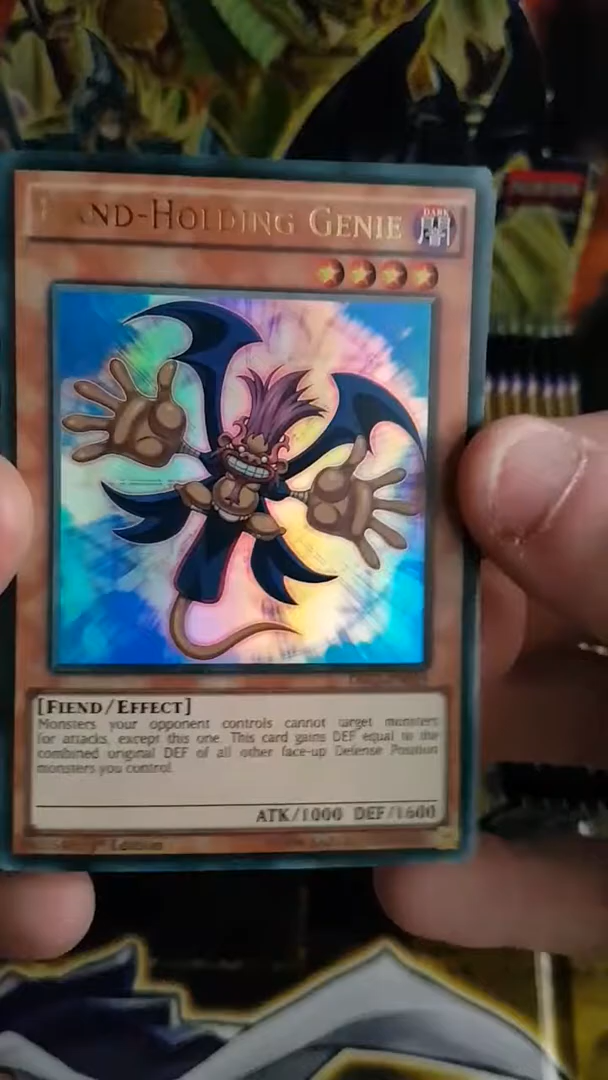 -Holding Genie
DARK
[Fiend/Effect]
Monsters your opponent controls cannot target monsters
for attacks, except this one. This card gains DEF equal to the
combined original DEF of all other face-up Defense Position
monsters you control.
ATK/1000 DEF/1600
1st Edition